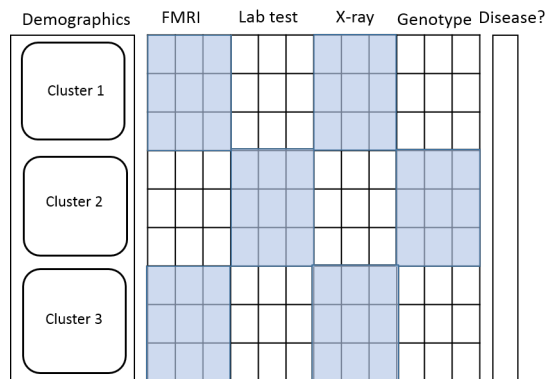 Demographics FMRI Lab test X-ray Genotype Disease?
Cluster 1
Cluster 2
Cluster 3